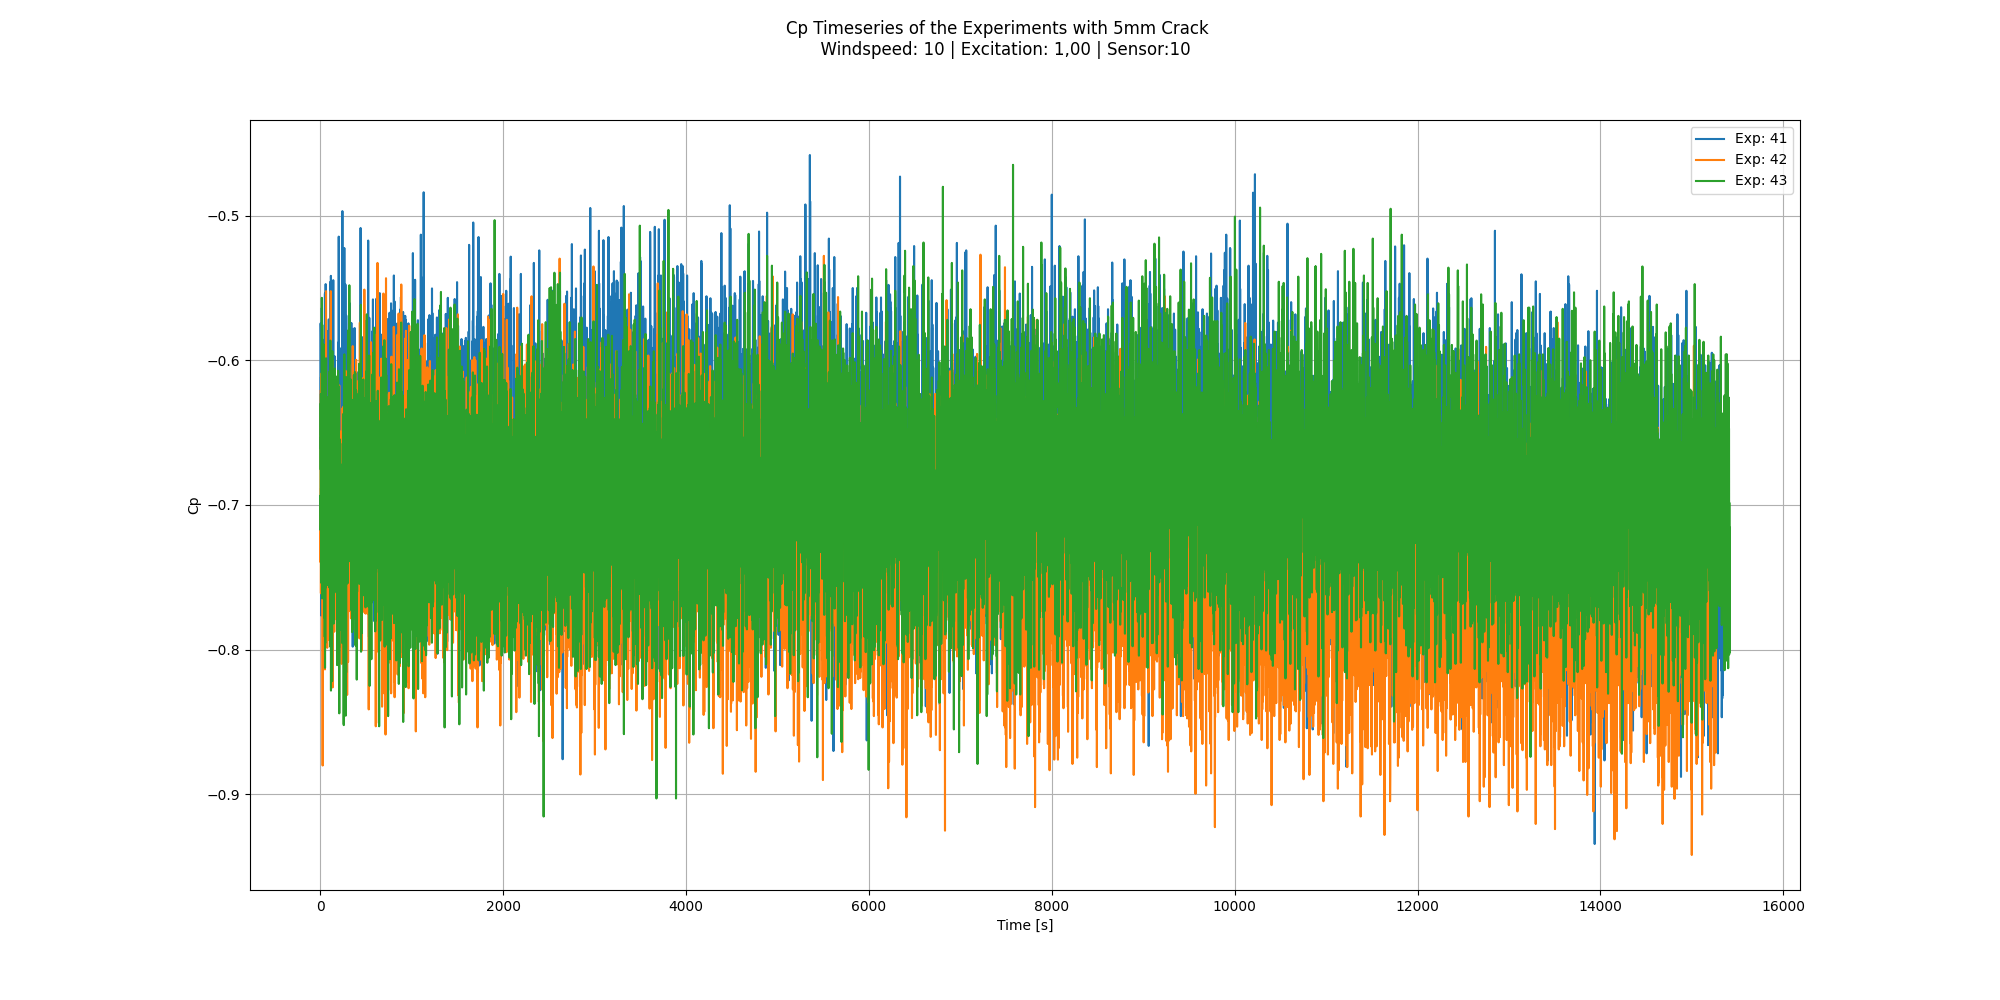 Cp Timeseries of the Experiments with 5mm Crack
Windspeed: 10 | Excitation: 1,00 | Sensor:10
Exp: 41
Exp: 42
Exp: 43
−0.5
−0.6
−0.7
−0.8
−0.9
Cp
0 2000 4000 6000 8000 10000 12000 14000 16000
Time [s]